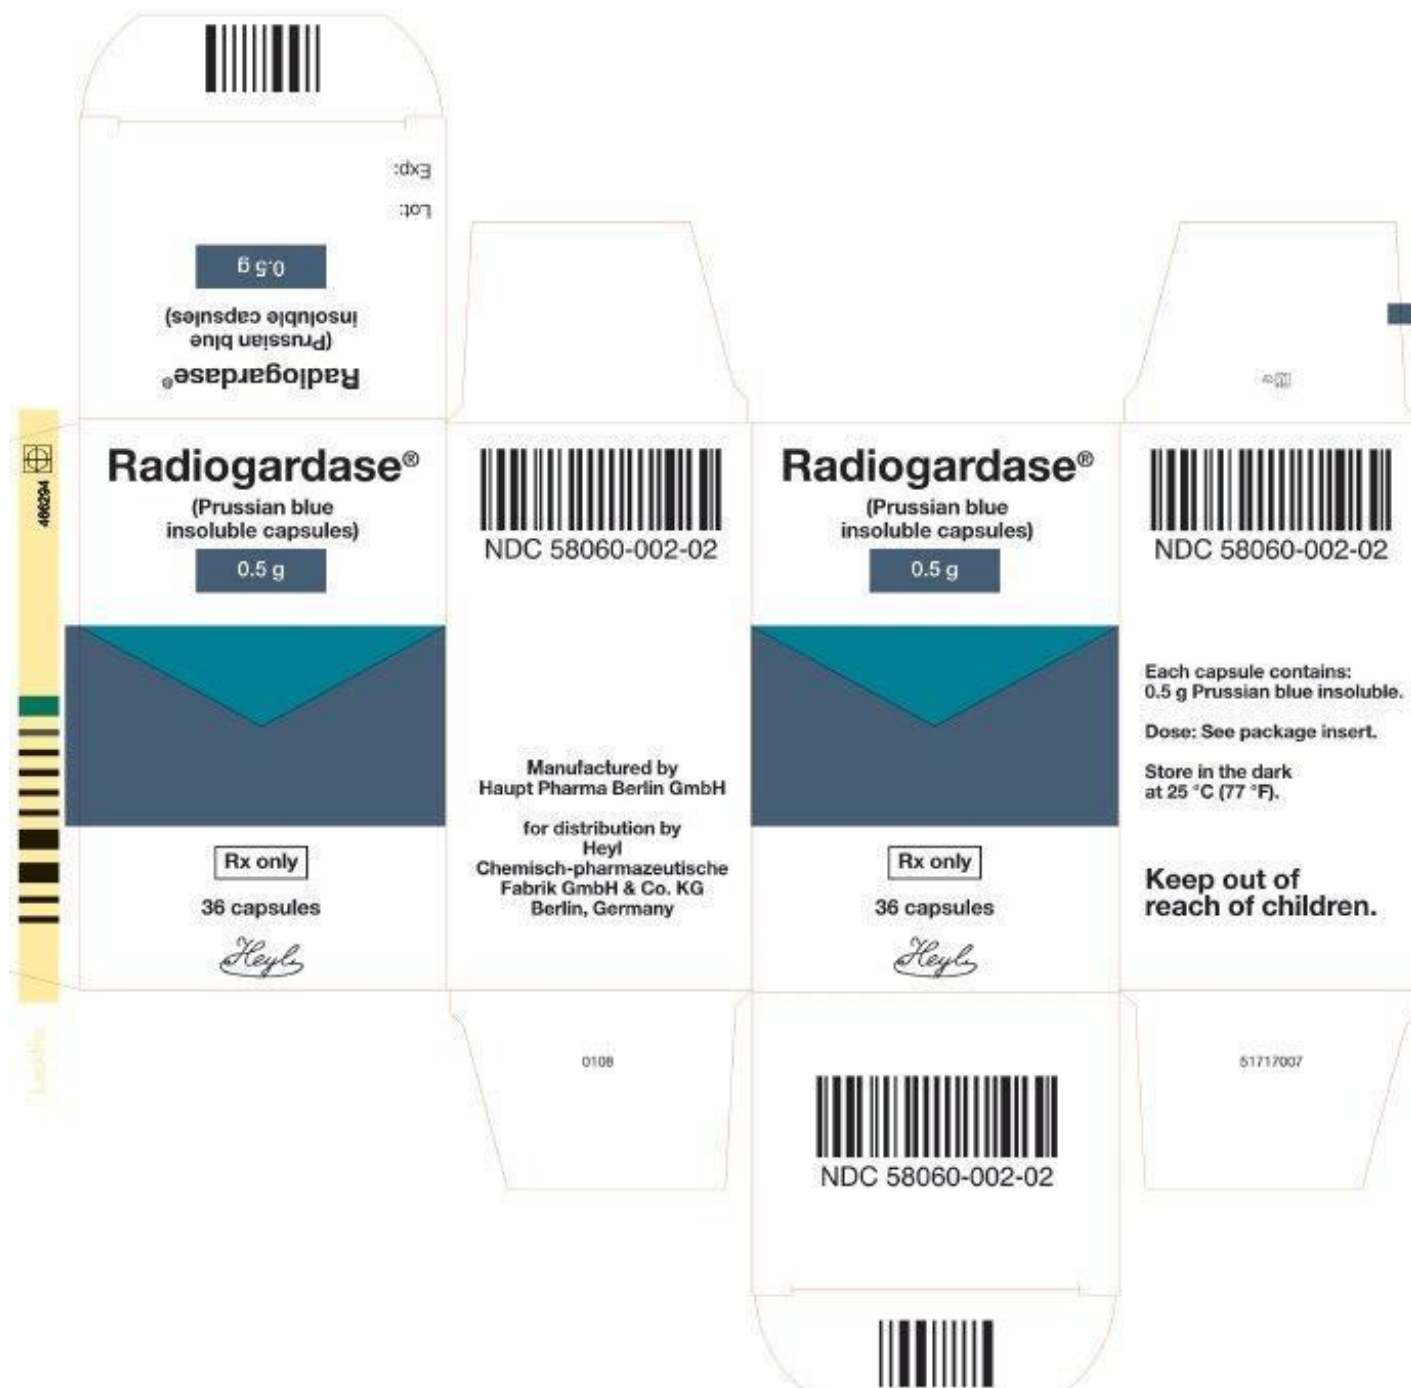 Exp:
Lot:
0.5 g
Radiogardase®
(Prussian blue
insoluble capsules)
466294
Radiogardase®
(Prussian blue
insoluble capsules)
0.5 g
Rx only
36 capsules
Heyl
NDC 58060-002-02
Manufactured by
Haupt Pharma Berlin GmbH
for distribution by
Heyl
Chemisch-pharmazeutische
Fabrik GmbH & Co. KG
Berlin, Germany
0108
Radiogardase®
(Prussian blue
insoluble capsules)
0.5 g
Rx only
36 capsules
Heyl
NDC 58060-002-02
NDC 58060-002-02
Each capsule contains:
0.5 g Prussian blue insoluble.
Dose: See package insert.
Store in the dark
at 25 °C (77 °F).
Keep out of
reach of children.
51717007